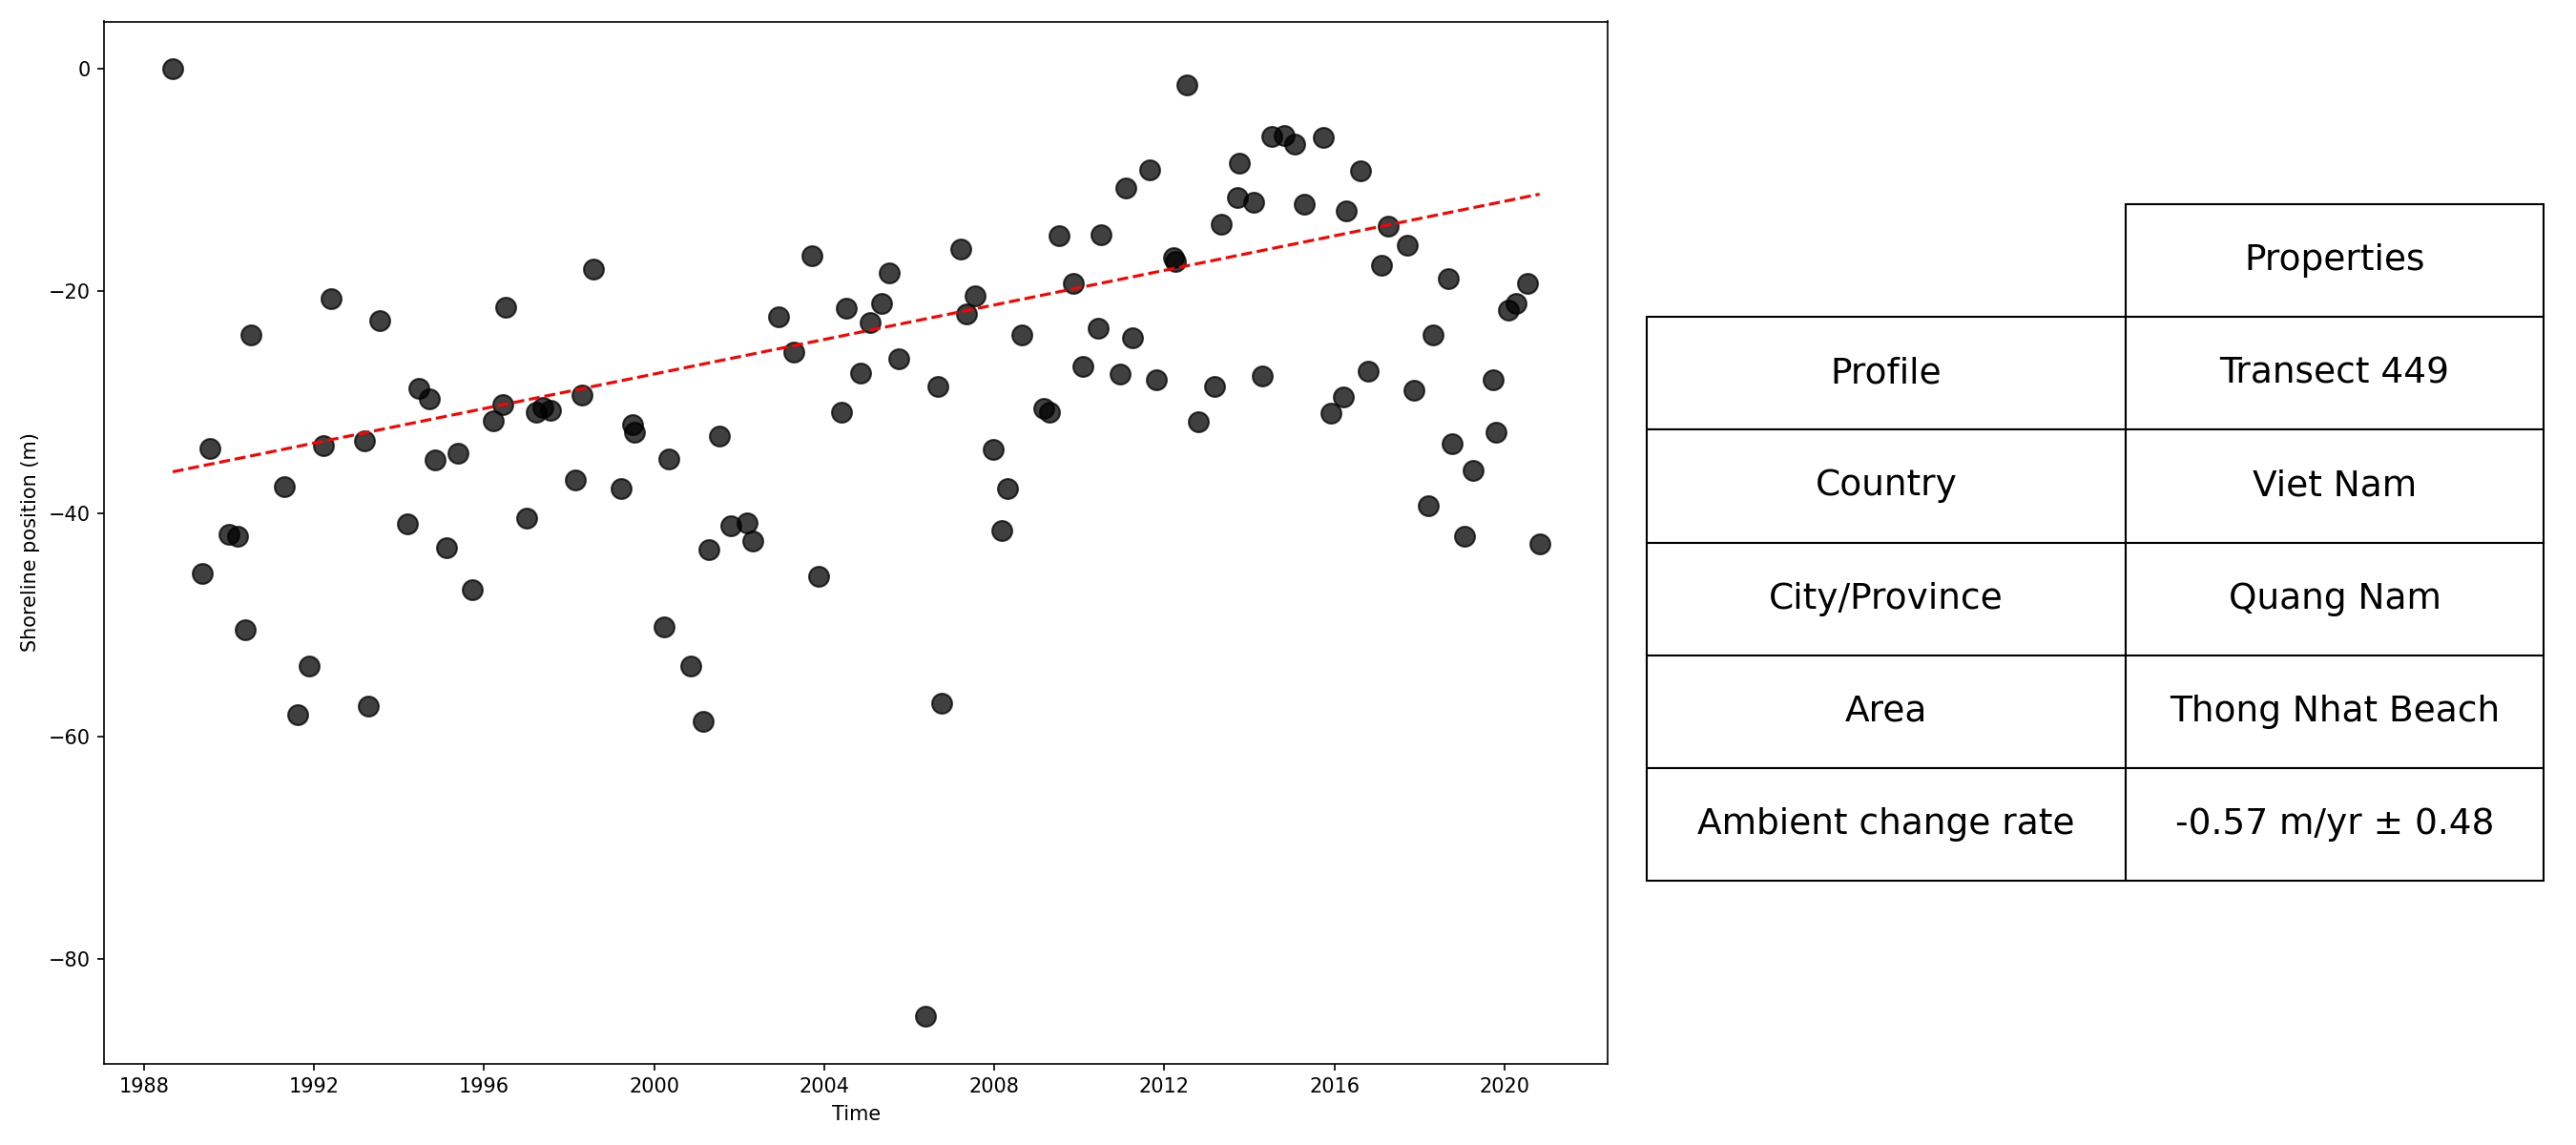 Shoreline position (m)
0
−20
−40
−60
−80
1988 1992 1996 2000 2004 2008 2012 2016 2020
Time
Properties
Profile Transect 449
Country Viet Nam
City/Province Quang Nam
Area Thong Nhat Beach
Ambient change rate -0.57 m/yr ± 0.48